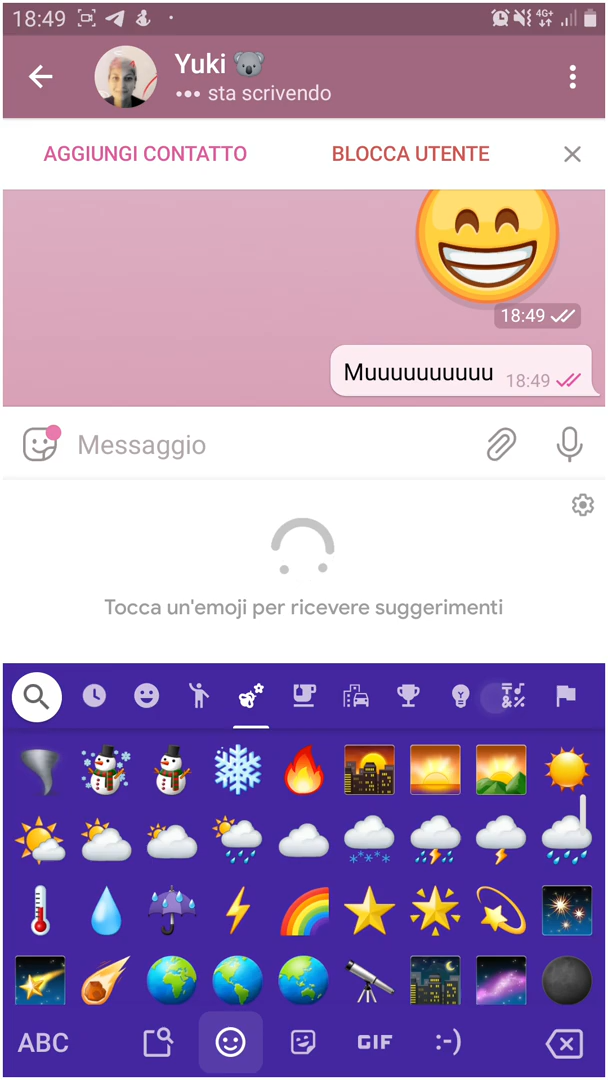 18:49
4G+
Yuki
sta scrivendo
AGGIUNGI CONTATTO
BLOCCA UTENTE
18:49
Muuuuuuuuuu 18:49
Messaggio
Tocca un'emoji per ricevere suggerimenti
ABC
GIF
:-)